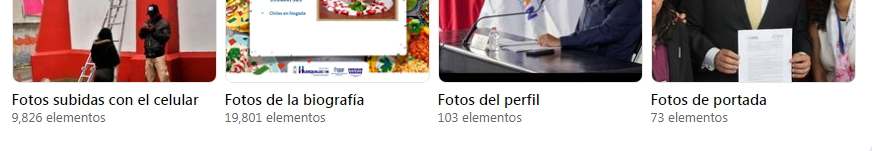 Chiles en Nogada
Fotos subidas con el celular
9,826 elementos
Fotos de la biografía
19,801 elementos
Fotos del perfil
103 elementos
Fotos de portada
73 elementos